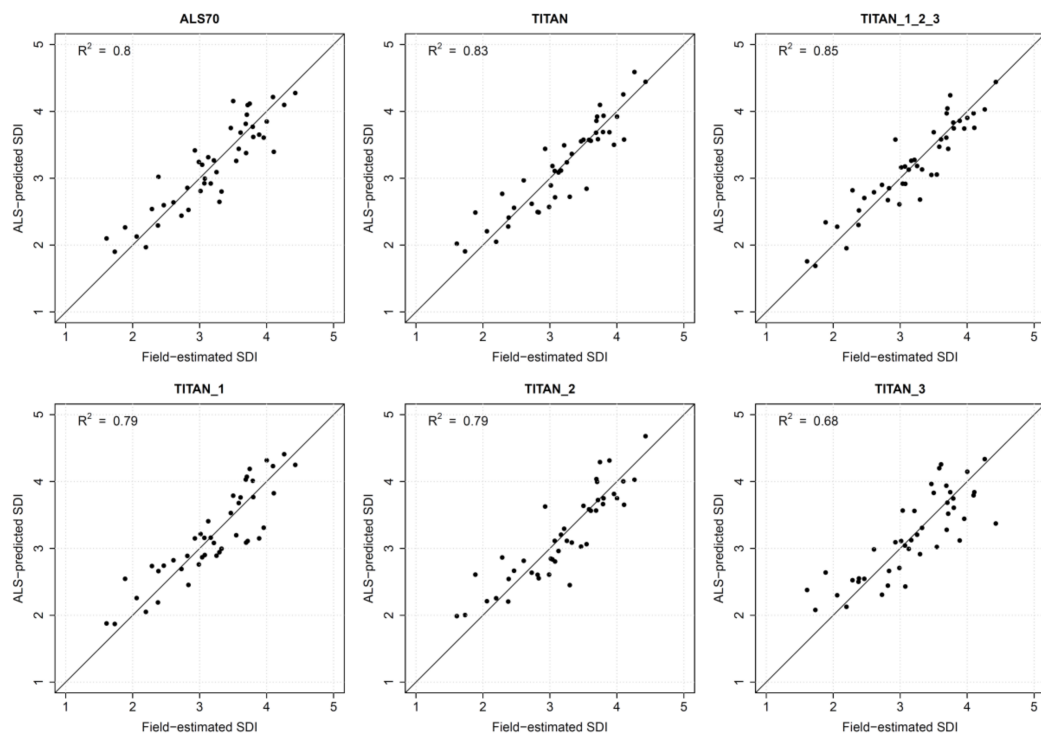 ALS70
R² = 0.8
ALS−predicted SDI
5
4
3
2
1
1 2 3 4 5
Field−estimated SDI
TITAN
R² = 0.83
ALS−predicted SDI
5
4
3
2
1
1 2 3 4 5
Field−estimated SDI
TITAN_1_2_3
R² = 0.85
ALS−predicted SDI
5
4
3
2
1
1 2 3 4 5
Field−estimated SDI
TITAN_1
R² = 0.79
ALS−predicted SDI
5
4
3
2
1
1 2 3 4 5
Field−estimated SDI
TITAN_2
R² = 0.79
ALS−predicted SDI
5
4
3
2
1
1 2 3 4 5
Field−estimated SDI
TITAN_3
R² = 0.68
ALS−predicted SDI
5
4
3
2
1
1 2 3 4 5
Field−estimated SDI